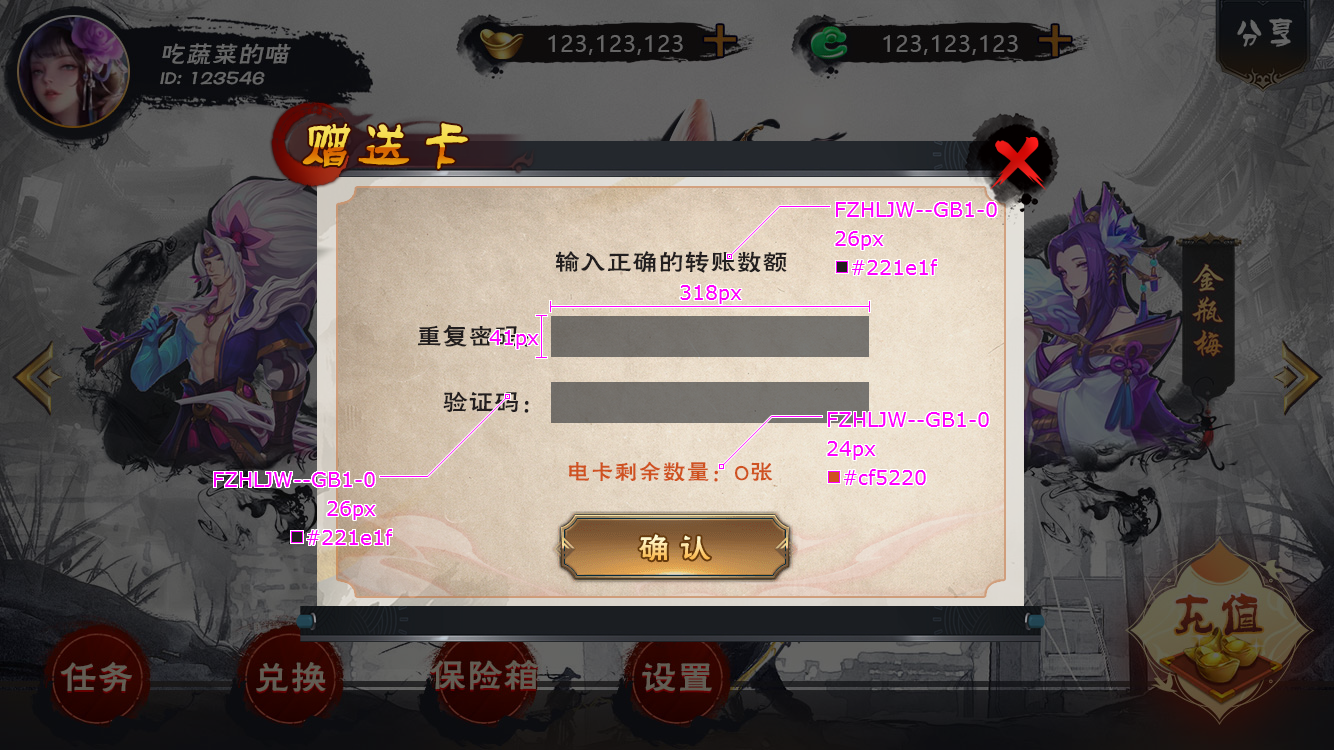 吃蔬菜的喵
ID: 123546
123,123,123
123,123,123
分享
赠送卡
FZHLJW--GB1-0
26px
#221e1f
输入正确的转账数额
318px
重复密码:
41px
验证码:
FZHLJW--GB1-0
24px
#cf5220
电卡剩余数量: 0张
FZHLJW--GB1-0
26px
#221e1f
确认
金瓶梅
充值
任务
兑换
保险箱
设置